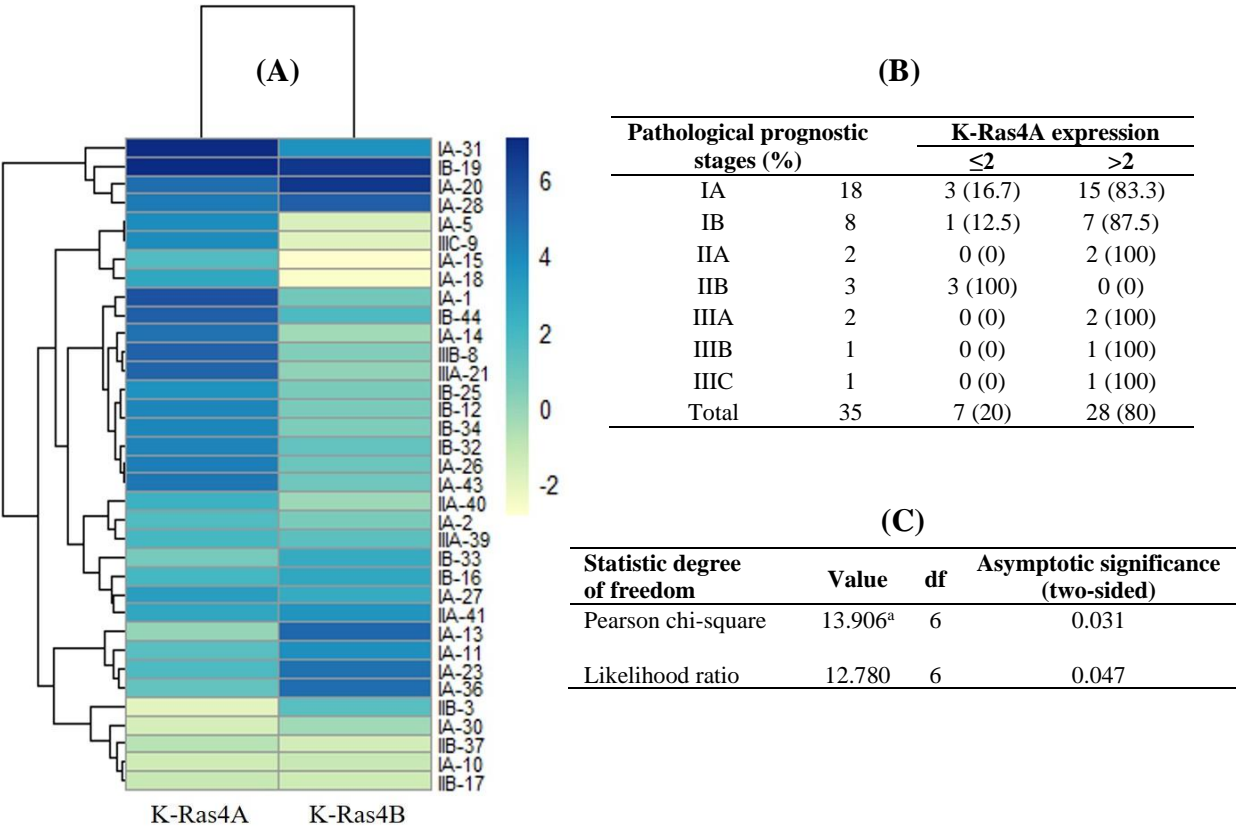 (A)
IA-31
IB-19
IA-20
IA-28
IA-5
IIIC-9
IA-15
IA-18
IA-1
IB-44
IA-14
IIIB-8
IIIA-21
IB-25
IB-12
IB-34
IB-32
IA-26
IA-43
IIA-40
IA-2
IIIA-39
IB-33
IB-16
IA-27
IIA-41
IA-13
IA-11
IA-23
IA-36
IIB-3
IA-30
IIB-37
IA-10
IIB-17
6
4
2
0
-2
K-Ras4A K-Ras4B
(B)
Pathological prognostic K-Ras4A expression
stages (%) ≤2 >2
IA 18 3 (16.7) 15 (83.3)
IB 8 1 (12.5) 7 (87.5)
IIA 2 0 (0) 2 (100)
IIB 3 3 (100) 0 (0)
IIIA 2 0 (0) 2 (100)
IIIB 1 0 (0) 1 (100)
IIIC 1 0 (0) 1 (100)
Total 35 7 (20) 28 (80)
(C)
Statistic degree Value df Asymptotic significance
of freedom (two-sided)
Pearson chi-square 13.906ᵃ 6 0.031
Likelihood ratio 12.780 6 0.047